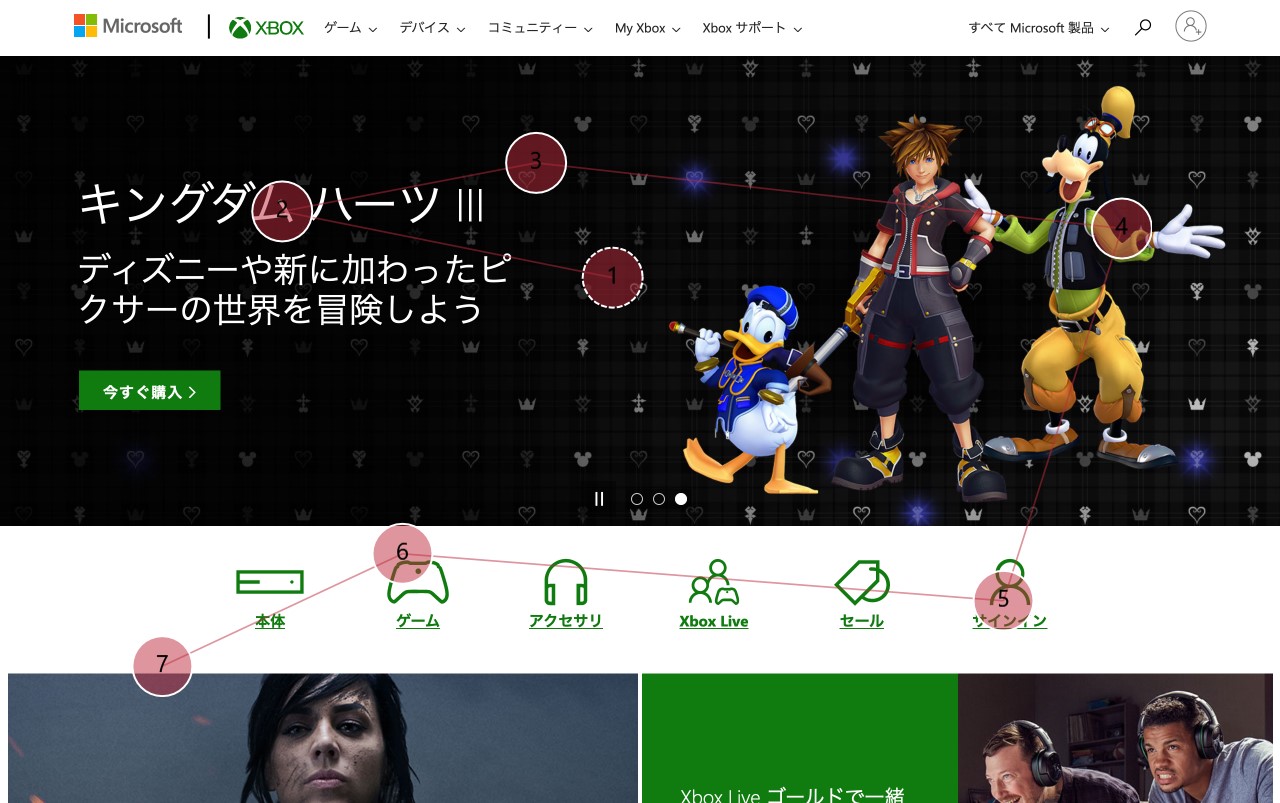 Microsoft
XBOX
ゲーム
デバイス
コミュニティー
My Xbox
Xbox サポート
すべて Microsoft 製品
キングダム ハーツ III
ディズニーや新に加わったピ
クサーの世界を冒険しよう
今すぐ購入
1
2
3
4
5
6
7
本体
ゲーム
アクセサリ
Xbox Live
セール
サインイン
Xbox Live ゴールドで一緒